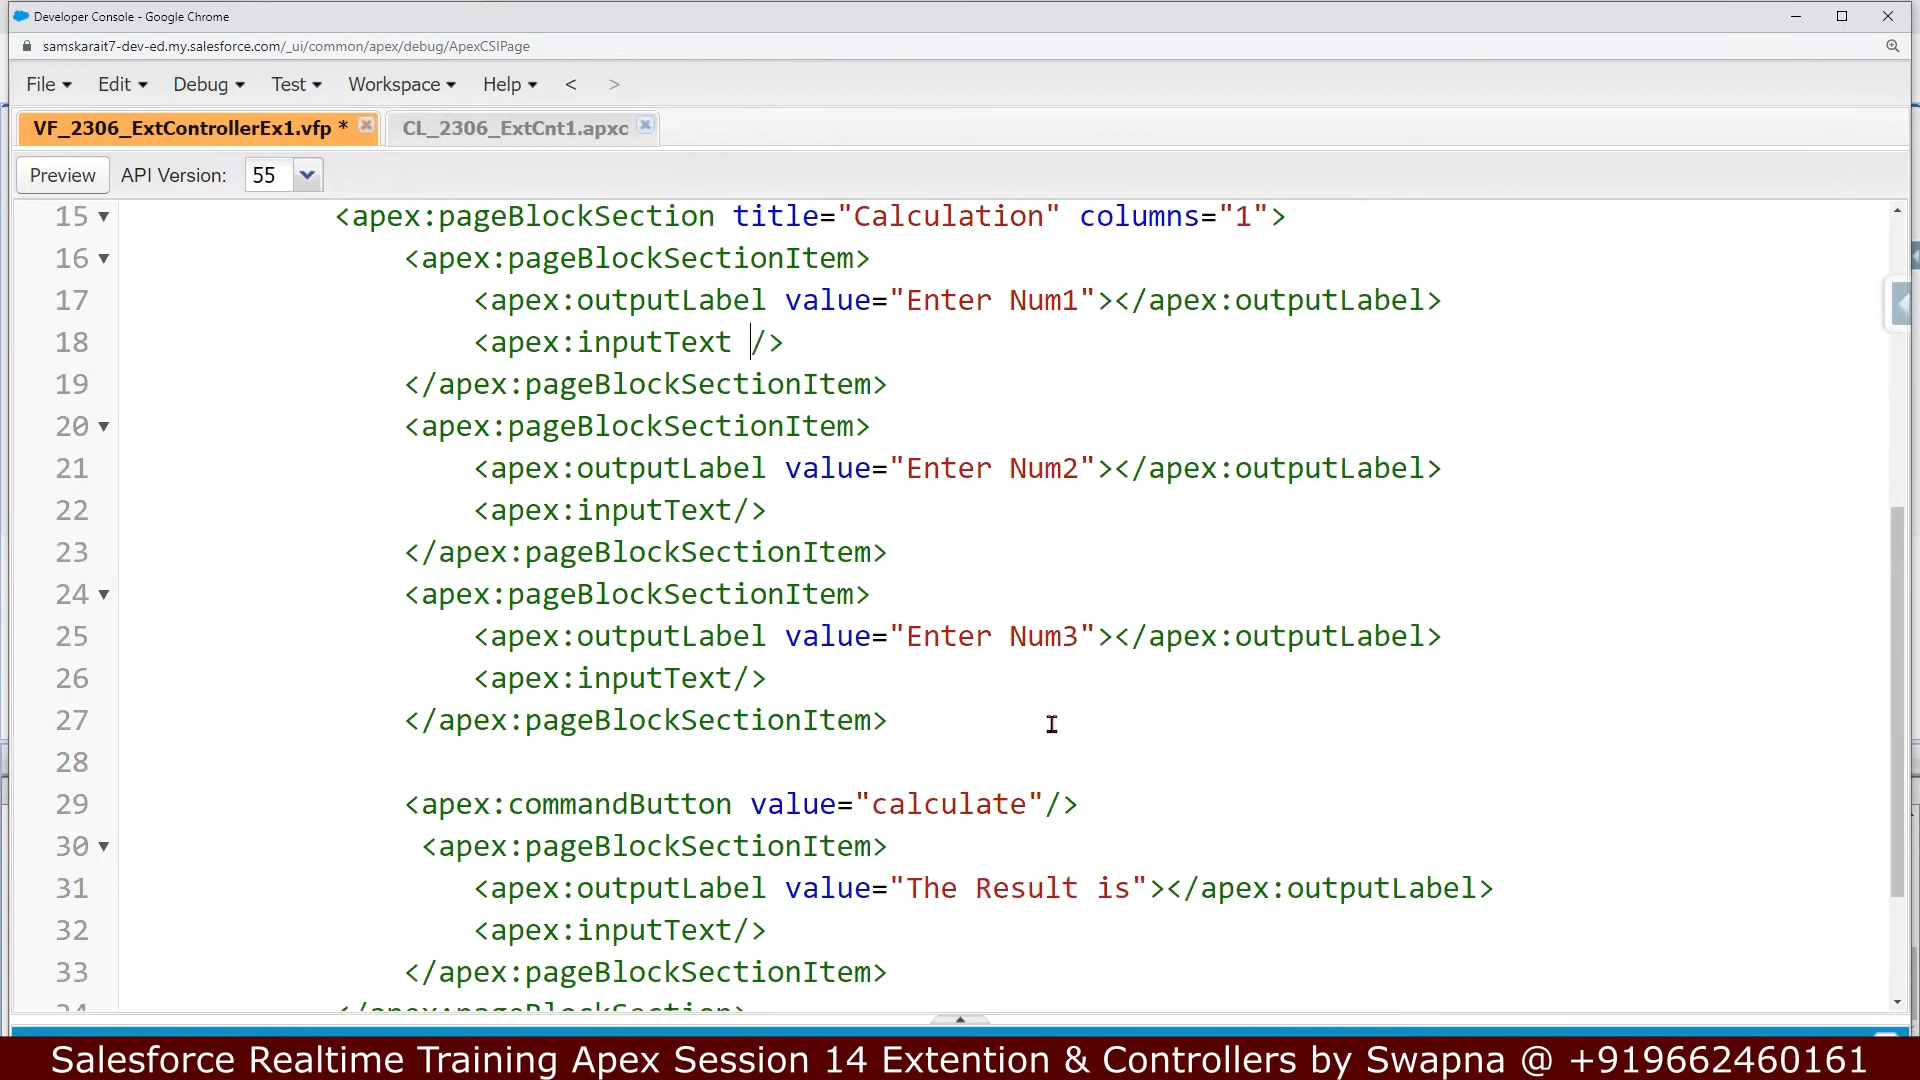 Developer Console - Google Chrome
samskarait7-dev-ed.my.salesforce.com/_ui/common/apex/debug/ApexCSIPage
File Edit Debug Test Workspace Help < >
VF_2306_ExtControllerEx1.vfp * CL_2306_ExtCnt1.apxc
Preview API Version: 55
15 <apex:pageBlockSection title="Calculation" columns="1">
16 <apex:pageBlockSectionItem>
17 <apex:outputLabel value="Enter Num1"></apex:outputLabel>
18 <apex:inputText />
19 </apex:pageBlockSectionItem>
20 <apex:pageBlockSectionItem>
21 <apex:outputLabel value="Enter Num2"></apex:outputLabel>
22 <apex:inputText/>
23 </apex:pageBlockSectionItem>
24 <apex:pageBlockSectionItem>
25 <apex:outputLabel value="Enter Num3"></apex:outputLabel>
26 <apex:inputText/>
27 </apex:pageBlockSectionItem>
28
29 <apex:commandButton value="calculate"/>
30 <apex:pageBlockSectionItem>
31 <apex:outputLabel value="The Result is"></apex:outputLabel>
32 <apex:inputText/>
33 </apex:pageBlockSectionItem>
34 </apex:pageBlockSection>
Salesforce Realtime Training Apex Session 14 Extention & Controllers by Swapna @ +919662460161